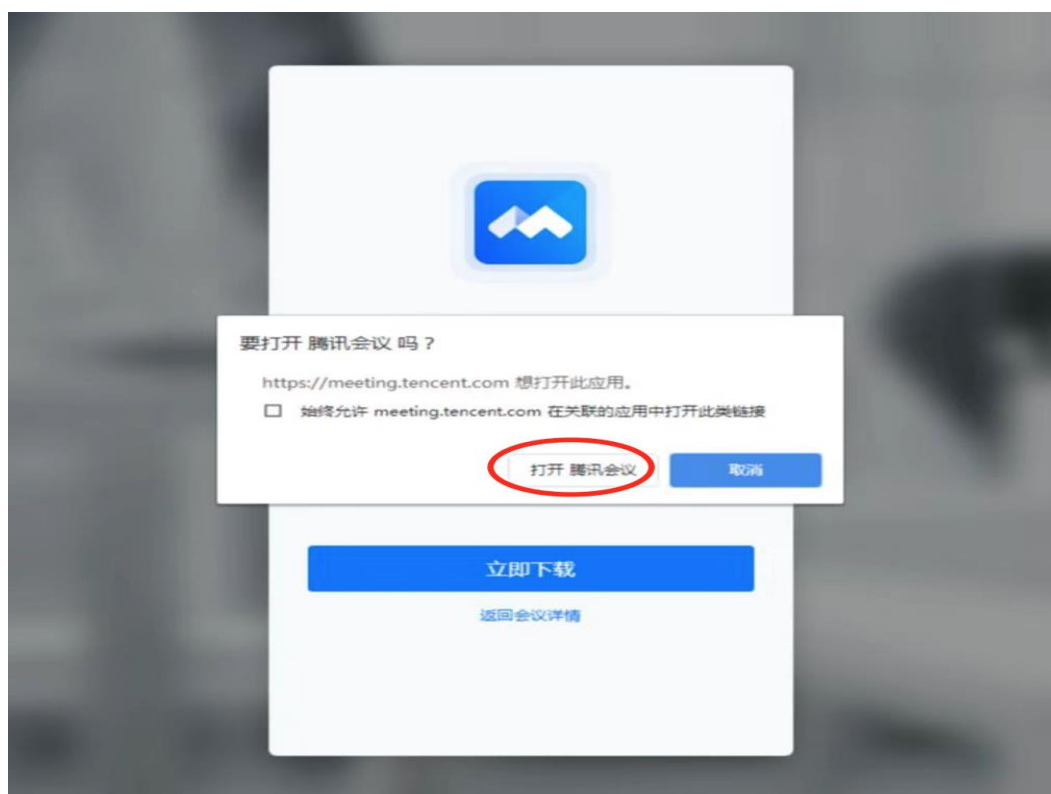 要打开 腾讯会议 吗？
https://meeting.tencent.com 想打开此应用。
始终允许 meeting.tencent.com 在关联的应用中打开此类链接
打开 腾讯会议
取消
立即下载
返回会议详情